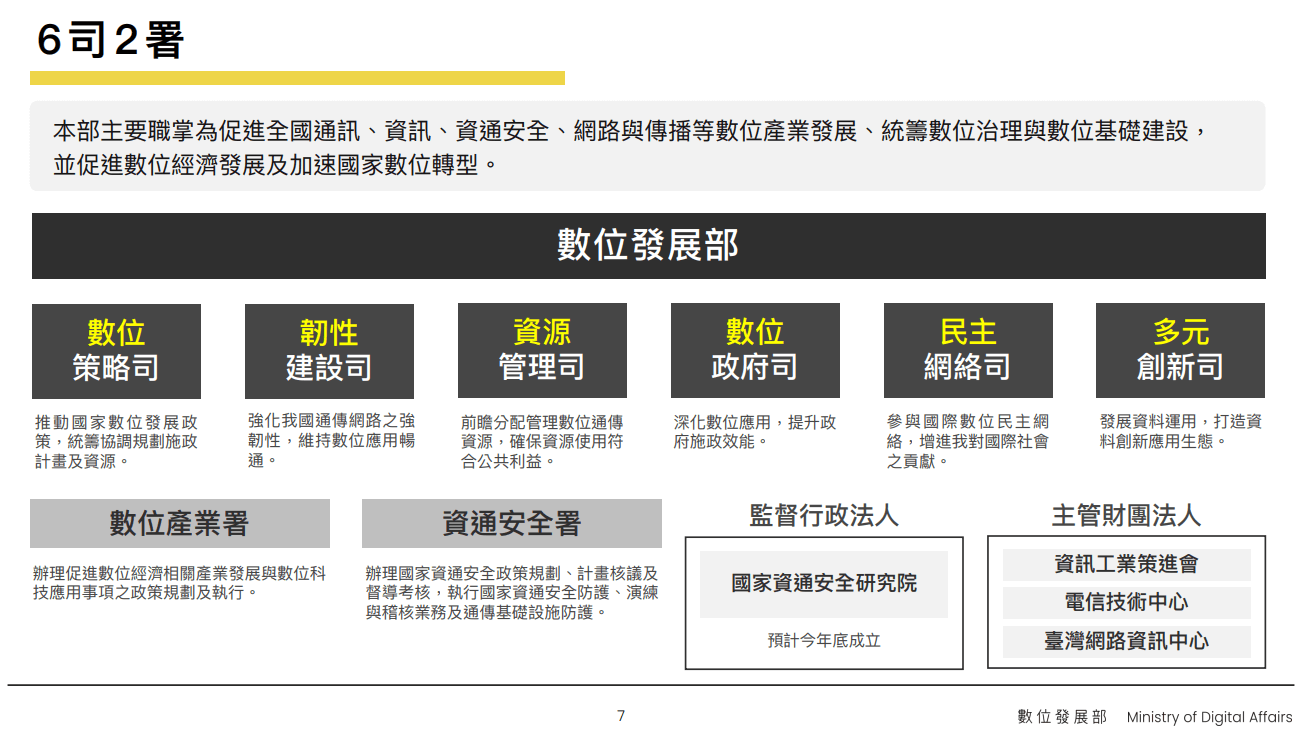 6司2署
本部主要職掌為促進全國通訊、資訊、資通安全、網路與傳播等數位產業發展、統籌數位治理與數位基礎建設，
並促進數位經濟發展及加速國家數位轉型。
數位發展部
數位
策略司
推動國家數位發展政
策，統籌協調規劃施政
計畫及資源。
韌性
建設司
強化我國通傳網路之強
韌性，維持數位應用暢
通。
資源
管理司
前瞻分配管理數位通傳
資源，確保資源使用符
合公共利益。
數位
政府司
深化數位應用，提升政
府施政效能。
民主
網絡司
參與國際數位民主網
絡，增進我對國際社會
之貢獻。
多元
創新司
發展資料運用，打造資
料創新應用生態。
數位產業署
辦理促進數位經濟相關產業發展與數位科
技應用事項之政策規劃及執行。
資通安全署
辦理國家資通安全政策規劃、計畫核議及
督導考核，執行國家資通安全防護、演練
與稽核業務及通傳基礎設施防護。
監督行政法人
國家資通安全研究院
預計今年底成立
主管財團法人
資訊工業策進會
電信技術中心
臺灣網路資訊中心
7
數位發展部 Ministry of Digital Affairs